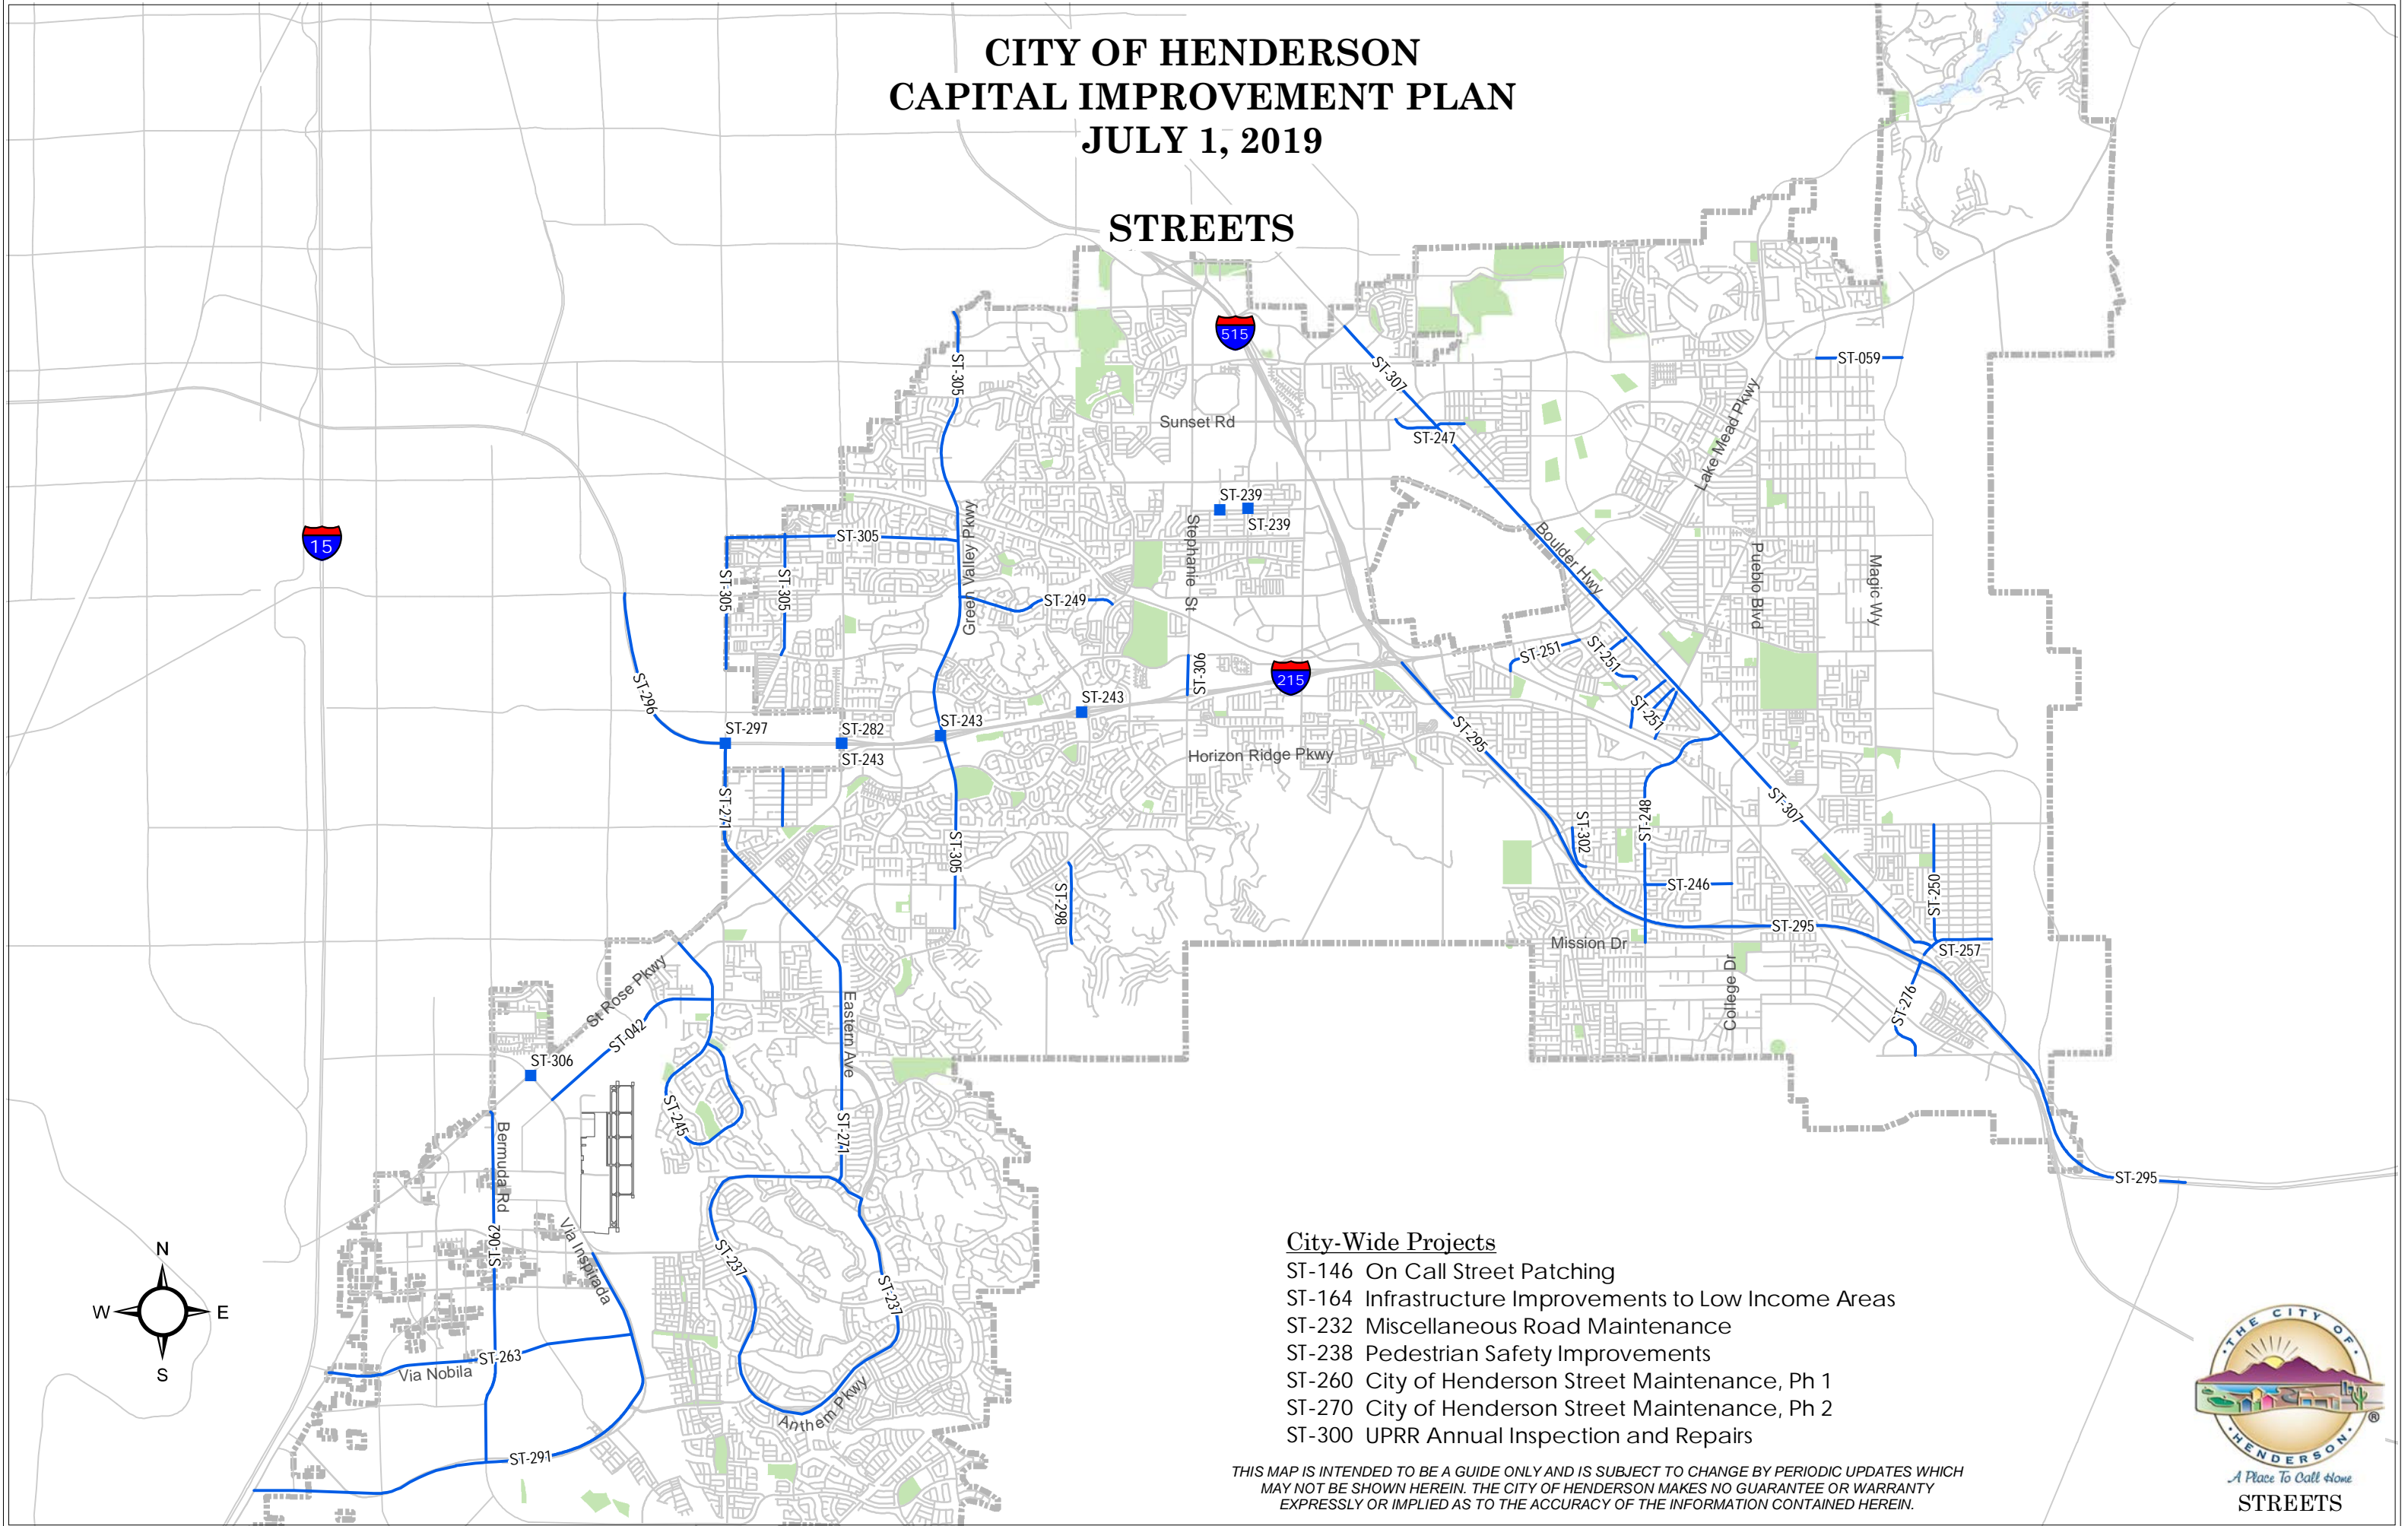 CITY OF HENDERSON
CAPITAL IMPROVEMENT PLAN
JULY 1, 2019
STREETS
515
ST-305
ST-307
ST-059
Sunset Rd
ST-247
Lake Mead Pkwy
ST-239
ST-239
15
ST-305
Green Valley Pkwy
Stephanie St
Boulder Hwy
Pueblo Blvd
Magic Wy
ST-305
ST-305
ST-249
ST-251
ST-251
ST-306
215
ST-296
ST-243
ST-251
ST-297
ST-282
ST-243
ST-295
ST-243
Horizon Ridge Pkwy
ST-271
ST-307
ST-302
ST-248
ST-305
ST-298
ST-246
ST-250
ST-295
Mission Dr
ST-257
St Rose Pkwy
College Dr
ST-276
Eastern Ave
ST-042
ST-306
ST-245
ST-271
Bermuda Rd
ST-295
ST-062
Via Inspirada
ST-237
ST-237
ST-263
Via Nobila
Anthem Pkwy
ST-291
N
W
E
S
City-Wide Projects
ST-146 On Call Street Patching
ST-164 Infrastructure Improvements to Low Income Areas
ST-232 Miscellaneous Road Maintenance
ST-238 Pedestrian Safety Improvements
ST-260 City of Henderson Street Maintenance, Ph 1
ST-270 City of Henderson Street Maintenance, Ph 2
ST-300 UPRR Annual Inspection and Repairs
THIS MAP IS INTENDED TO BE A GUIDE ONLY AND IS SUBJECT TO CHANGE BY PERIODIC UPDATES WHICH
MAY NOT BE SHOWN HEREIN. THE CITY OF HENDERSON MAKES NO GUARANTEE OR WARRANTY
EXPRESSLY OR IMPLIED AS TO THE ACCURACY OF THE INFORMATION CONTAINED HEREIN.
THE CITY OF
HENDERSON
®
A Place To Call Home
STREETS